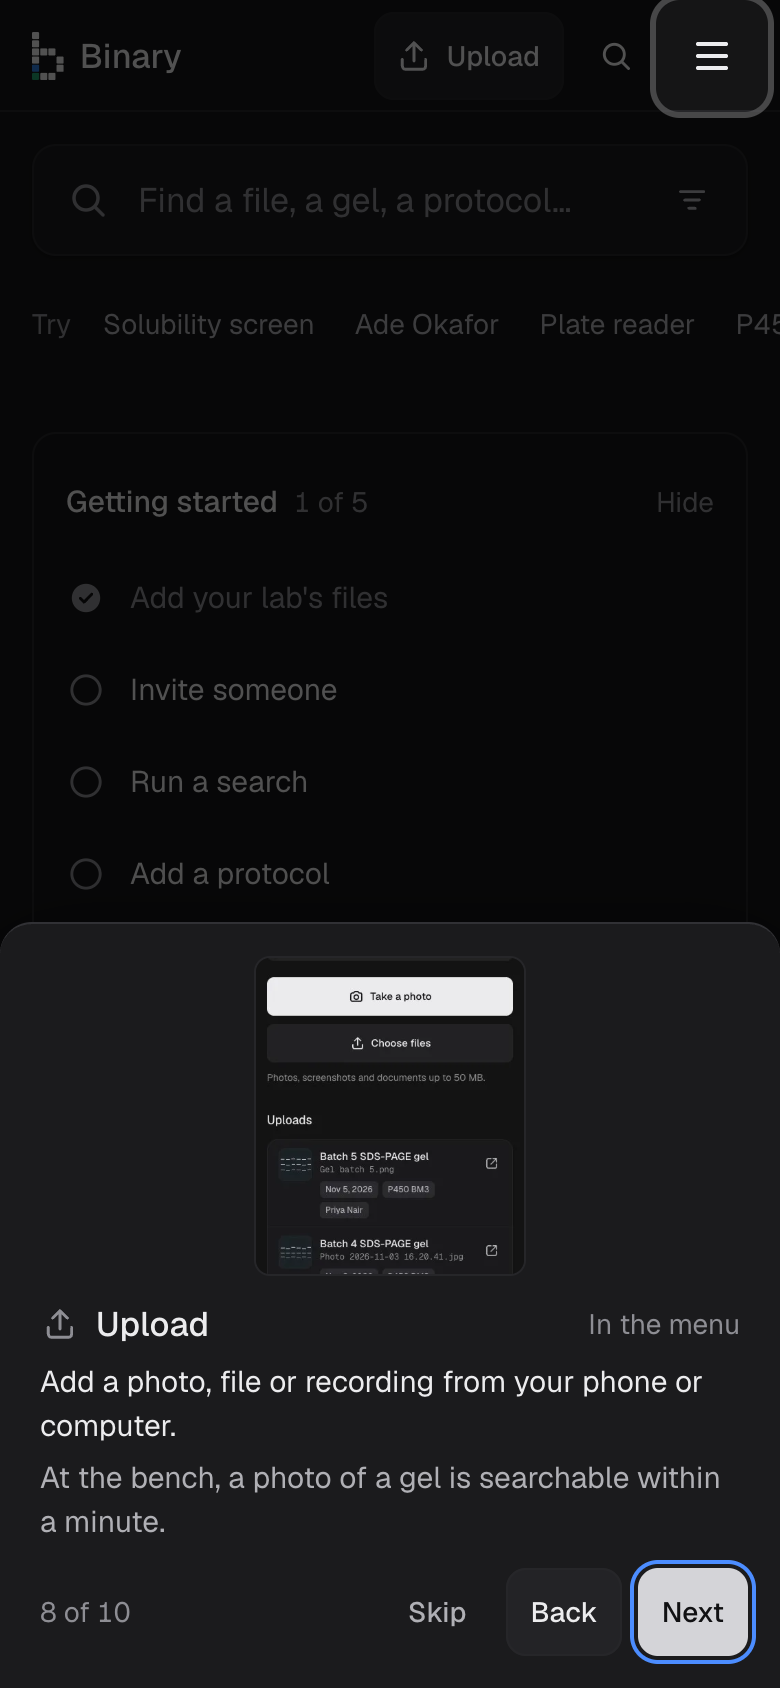 Binary
Upload
Find a file, a gel, a protocol...
Try Solubility screen Ade Okafor Plate reader P45
Getting started 1 of 5 Hide
Add your lab's files
Invite someone
Run a search
Add a protocol
Take a photo
Choose files
Photos, screenshots and documents up to 50 MB.
Uploads
Batch 5 SDS-PAGE gel
Gel batch 5.png
Nov 5, 2026 P450 BM3
Priya Nair
Batch 4 SDS-PAGE gel
Photo 2026-11-03 16.20.41.jpg
Upload In the menu
Add a photo, file or recording from your phone or
computer.
At the bench, a photo of a gel is searchable within
a minute.
8 of 10 Skip Back Next